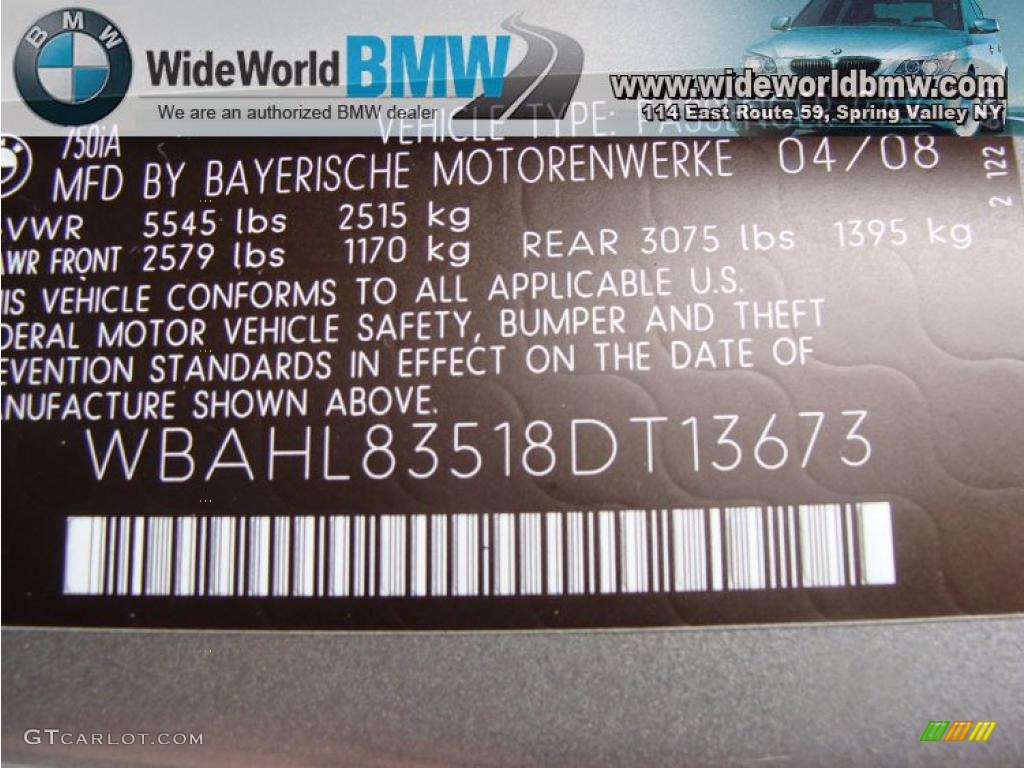 BMW
WideWorld BMW
We are an authorized BMW dealer
www.wideworldbmw.com
114 East Route 59, Spring Valley NY
VEHICLE TYPE: PASSENGER
750iA
MFD BY BAYERISCHE MOTORENWERKE 04/08
VWR 5545 lbs 2515 kg
WR FRONT 2579 lbs 1170 kg REAR 3075 lbs 1395 kg
IS VEHICLE CONFORMS TO ALL APPLICABLE U.S.
DERAL MOTOR VEHICLE SAFETY, BUMPER AND THEFT
EVENTION STANDARDS IN EFFECT ON THE DATE OF
NUFACTURE SHOWN ABOVE.
WBAHL83518DT13673
2 122
GTCARLOT.COM